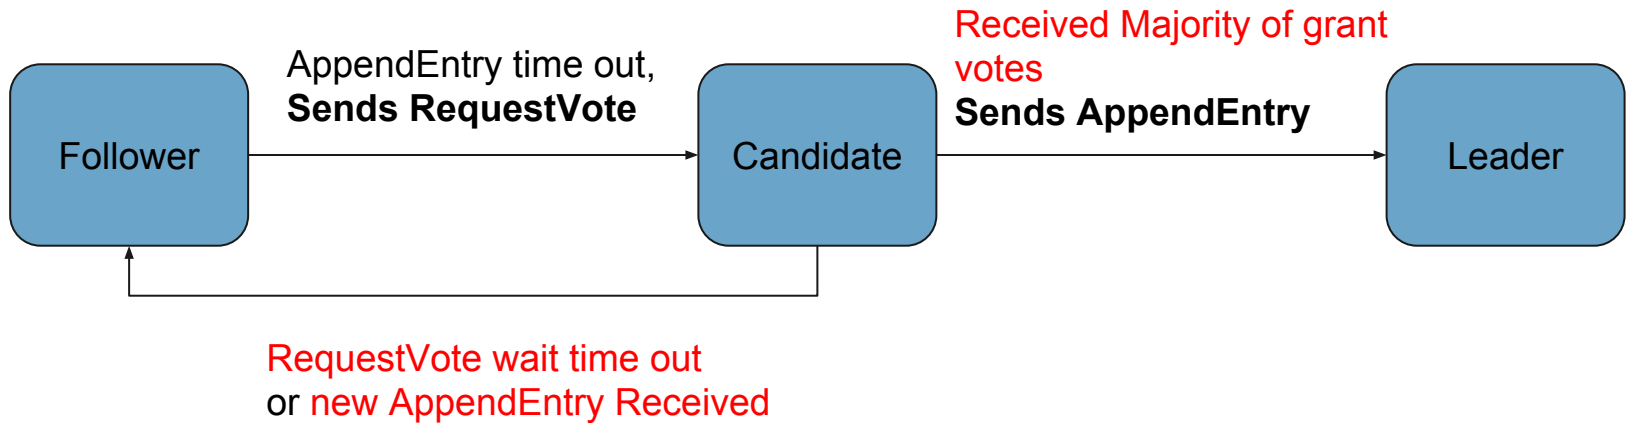 Received Majority of grant
votes
Sends AppendEntry
AppendEntry time out,
Sends RequestVote
Follower
Candidate
Leader
RequestVote wait time out
or new AppendEntry Received